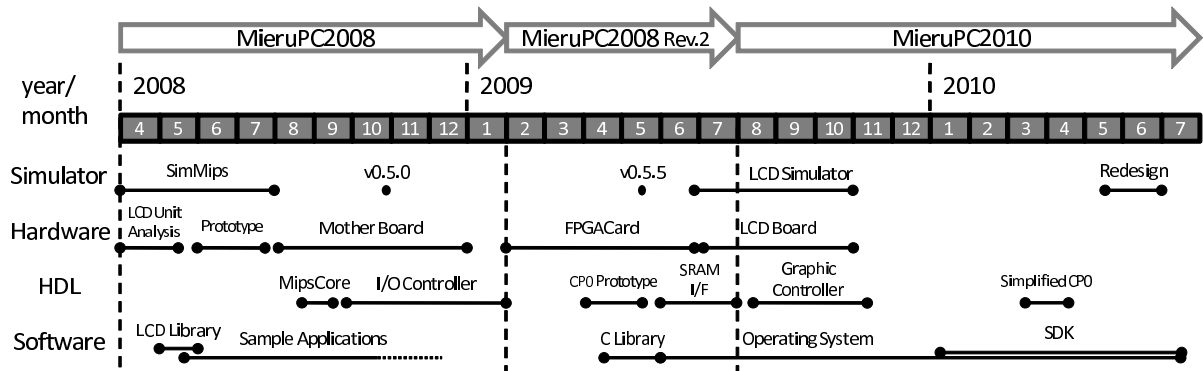 MieruPC2008 MieruPC2008 Rev.2 MieruPC2010
year/ 2008 2009 2010
month 4 5 6 7 8 9 10 11 12 1 2 3 4 5 6 7 8 9 10 11 12 1 2 3 4 5 6 7
Simulator SimMips v0.5.0 v0.5.5 LCD Simulator Redesign
Hardware LCD Unit Analysis Prototype Mother Board FPGACard LCD Board
HDL MipsCore I/O Controller CP0 Prototype SRAM I/F Graphic Controller Simplified CP0
Software LCD Library Sample Applications C Library Operating System SDK